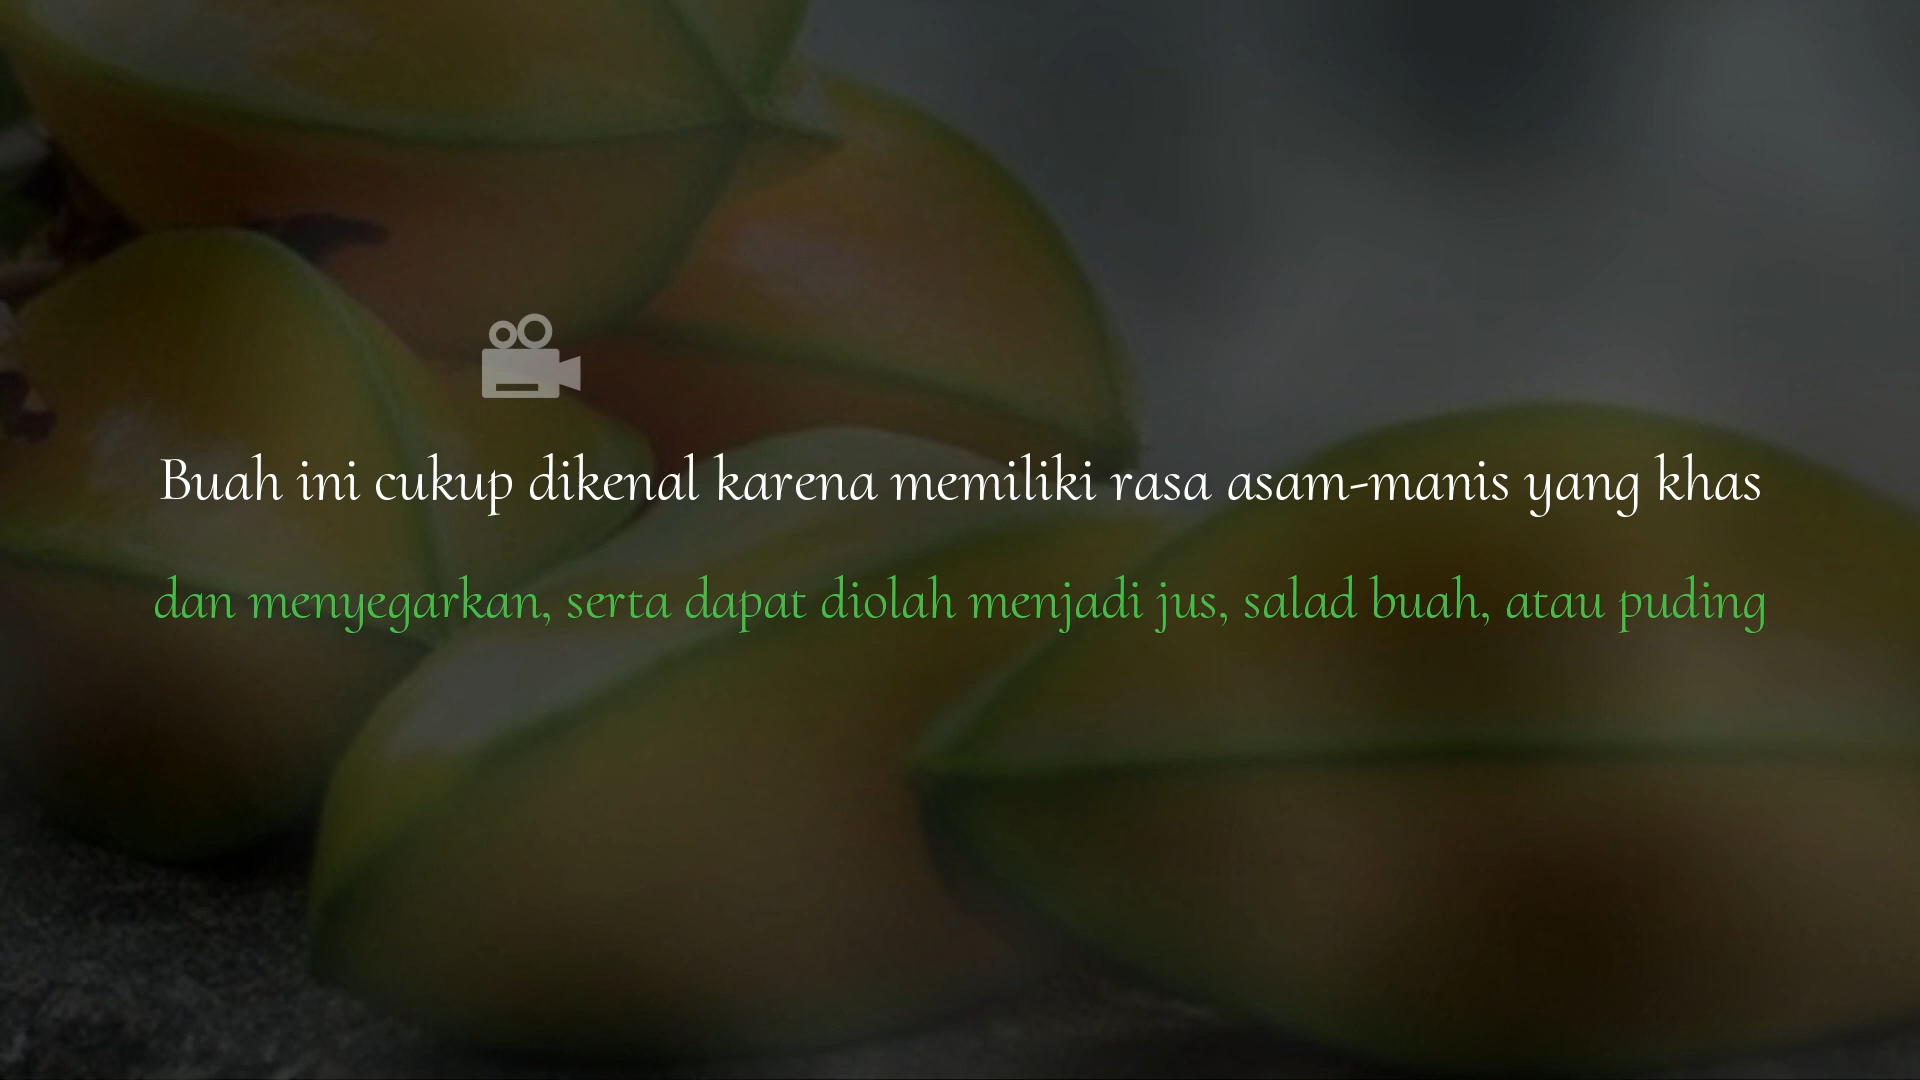 Buah ini cukup dikenal karena memiliki rasa asam-manis yang khas
dan menyegarkan, serta dapat diolah menjadi jus, salad buah, atau puding